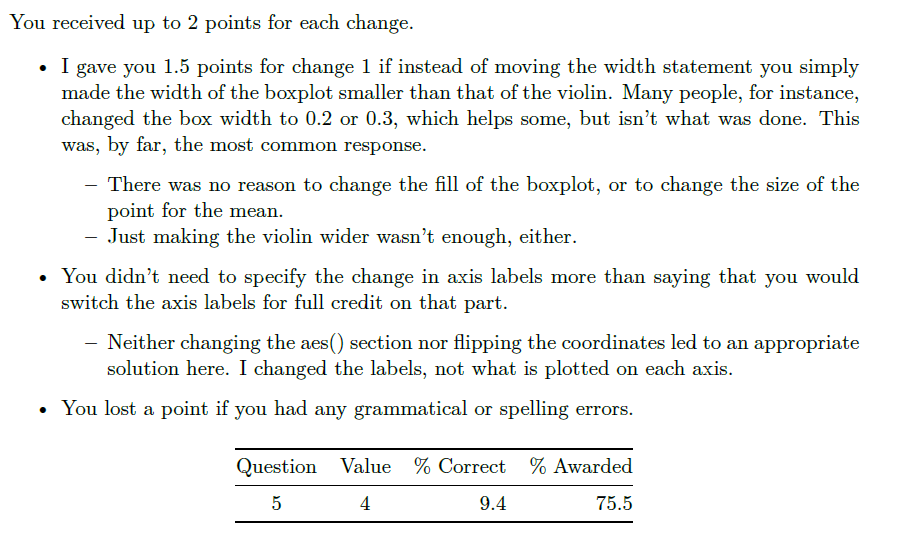 You received up to 2 points for each change.
• I gave you 1.5 points for change 1 if instead of moving the width statement you simply
made the width of the boxplot smaller than that of the violin. Many people, for instance,
changed the box width to 0.2 or 0.3, which helps some, but isn't what was done. This
was, by far, the most common response.
– There was no reason to change the fill of the boxplot, or to change the size of the
point for the mean.
– Just making the violin wider wasn't enough, either.
• You didn't need to specify the change in axis labels more than saying that you would
switch the axis labels for full credit on that part.
– Neither changing the aes() section nor flipping the coordinates led to an appropriate
solution here. I changed the labels, not what is plotted on each axis.
• You lost a point if you had any grammatical or spelling errors.
Question Value % Correct % Awarded
5 4 9.4 75.5